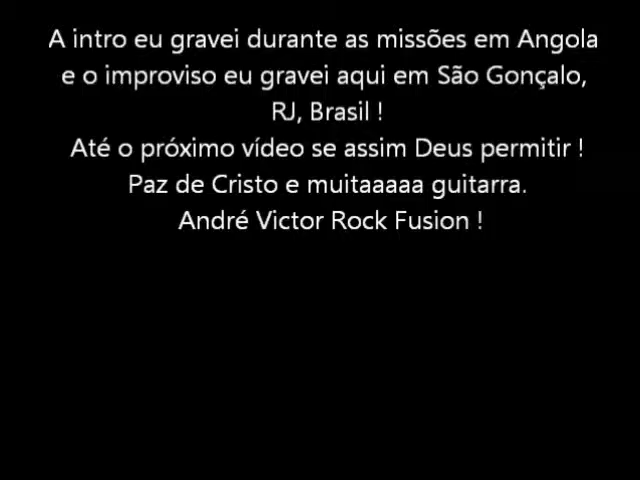 A intro eu gravei durante as missões em Angola
e o improviso eu gravei aqui em São Gonçalo,
RJ, Brasil !
Até o próximo vídeo se assim Deus permitir !
Paz de Cristo e muitaaaaa guitarra.
André Victor Rock Fusion !